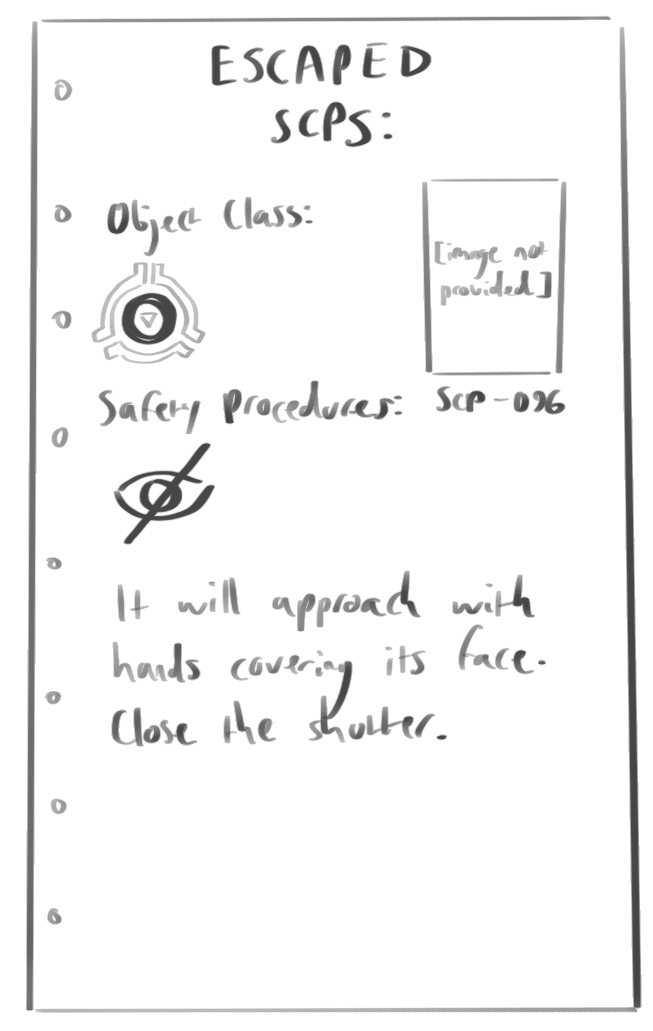 ESCAPED
SCPS:
Object Class:
[image not
provided]
Safety Procedures:
SCP-096
It will approach with
hands covering its face.
Close the shutter.